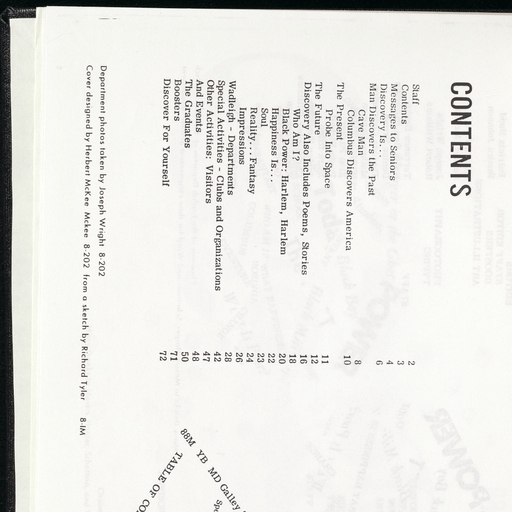 CONTENTS
Staff 2
Contents 3
Messages to Seniors 4
Discovery Is... 6
Man Discovers the Past
Cave Man 8
Columbus Discovers America 10
The Present
Probe Into Space 11
The Future 12
Discovery Also Includes Poems, Stories 16
Who Am I? 18
Black Power: Harlem, Harlem 20
Happiness Is... 22
Soul 23
Reality... Fantasy 24
Impressions 26
Wadleigh - Departments 28
Special Activities - Clubs and Organizations 42
Other Activities: Visitors 47
And Events 48
The Graduates 50
Boosters 71
Discover For Yourself 72
Department photos taken by Joseph Wright 8-202
Cover designed by Herbert McKee Mckee 8-202 from a sketch by Richard Tyler 8-1M
88M YB MD Galley
TABLE OF CO